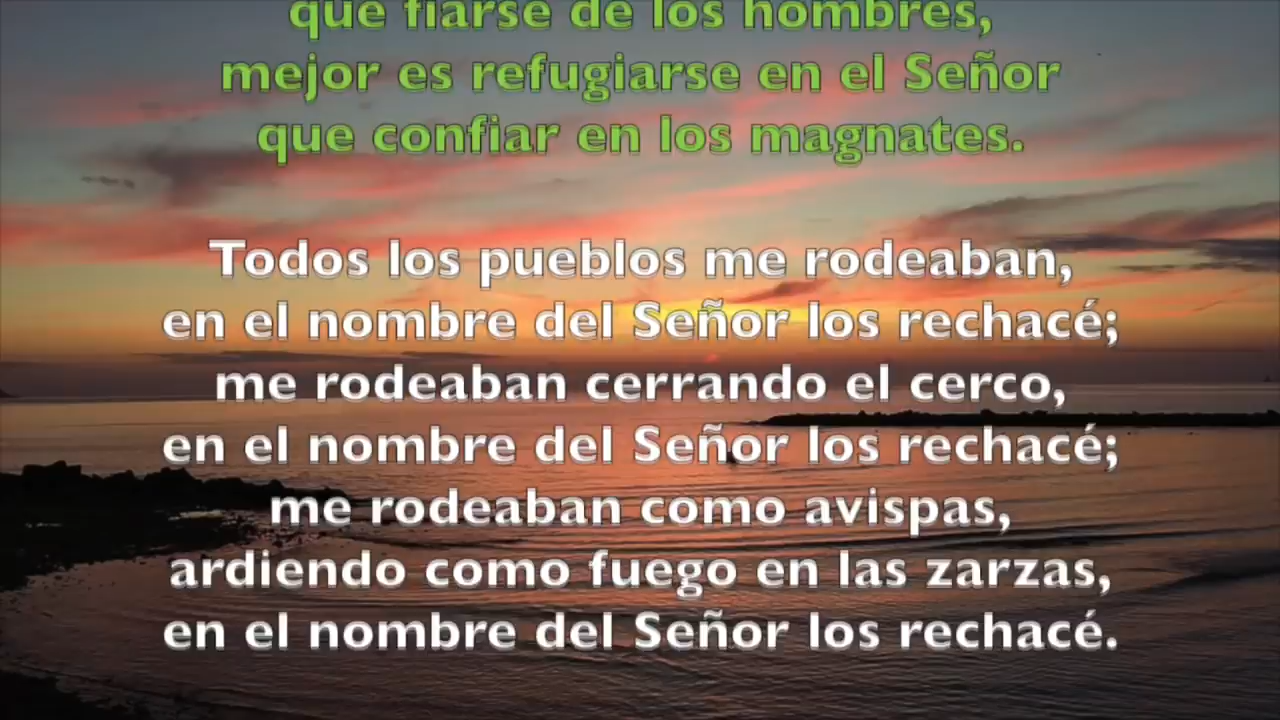 que fiarse de los hombres,
mejor es refugiarse en el Señor
que confiar en los magnates.
Todos los pueblos me rodeaban,
en el nombre del Señor los rechacé;
me rodeaban cerrando el cerco,
en el nombre del Señor los rechacé;
me rodeaban como avispas,
ardiendo como fuego en las zarzas,
en el nombre del Señor los rechacé.